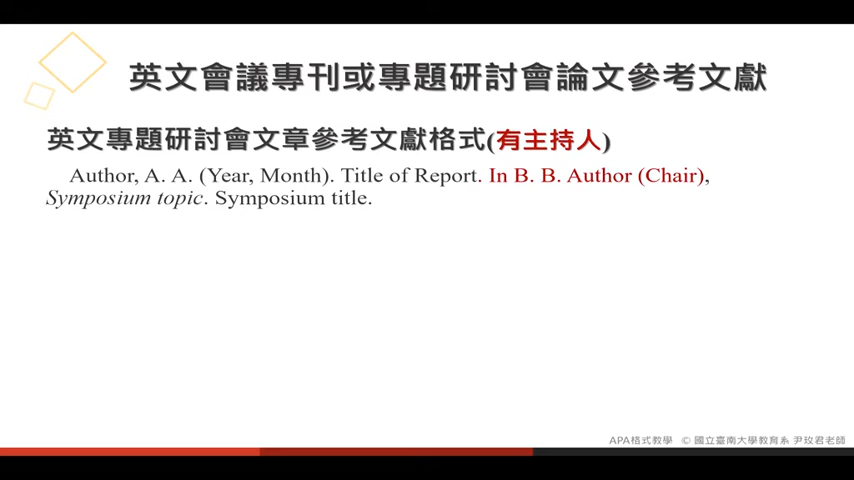 英文會議專刊或專題研討會論文參考文獻
英文專題研討會文章參考文獻格式(有主持人)
Author, A. A. (Year, Month). Title of Report. In B. B. Author (Chair),
Symposium topic. Symposium title.
APA格式教學 © 國立臺南大學教育系 尹玫君老師